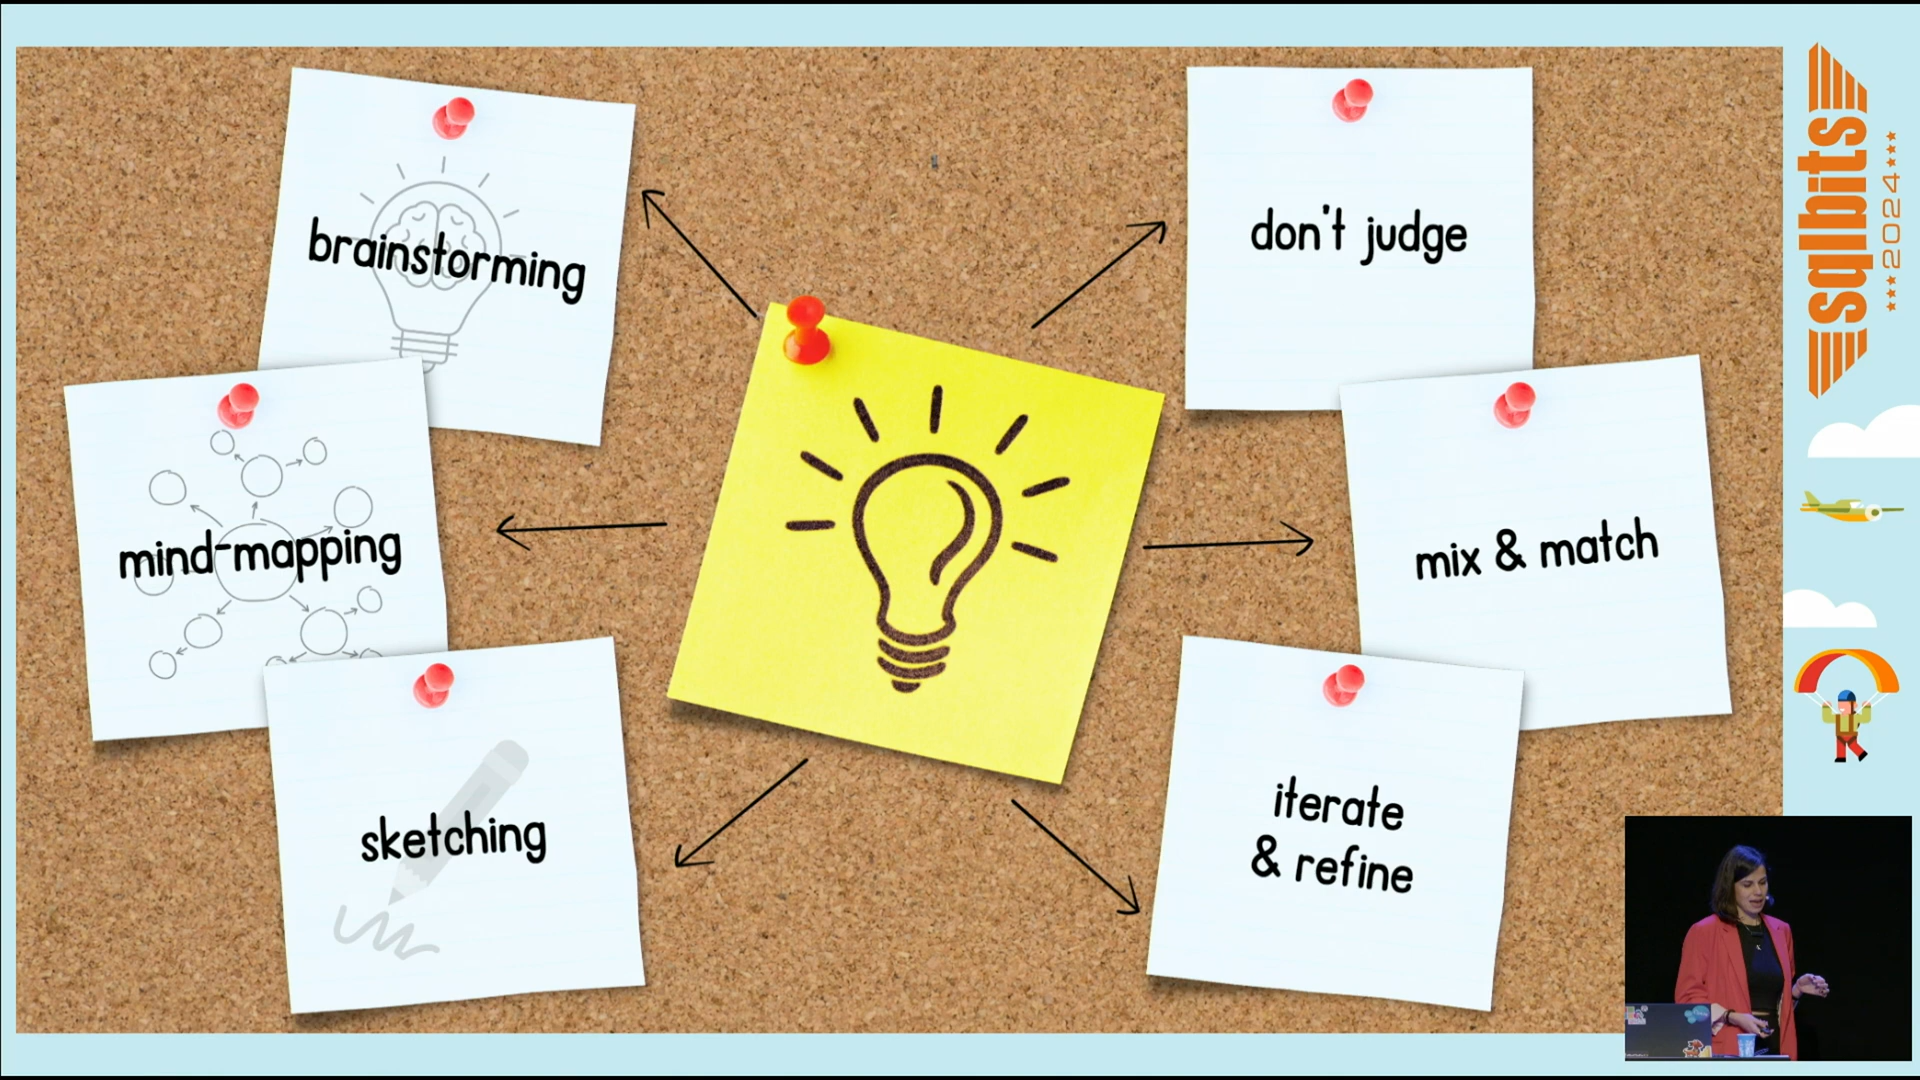 brainstorming
mind-mapping
sketching
don't judge
mix & match
iterate
& refine
sqlbits
2024